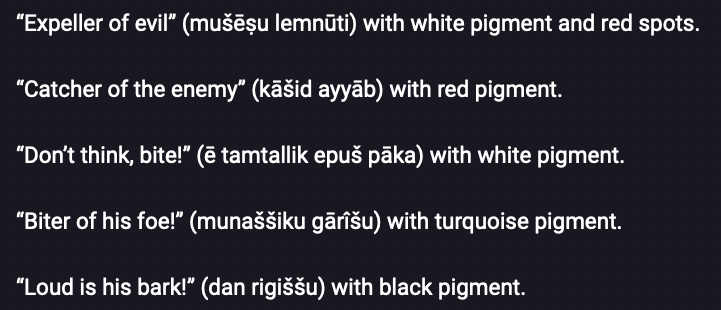 “Expeller of evil” (mušēṣu lemnūti) with white pigment and red spots.
“Catcher of the enemy” (kāšid ayyāb) with red pigment.
“Don’t think, bite!” (ē tamtallik epuš pāka) with white pigment.
“Biter of his foe!” (munaššiku gārîšu) with turquoise pigment.
“Loud is his bark!” (dan rigiššu) with black pigment.